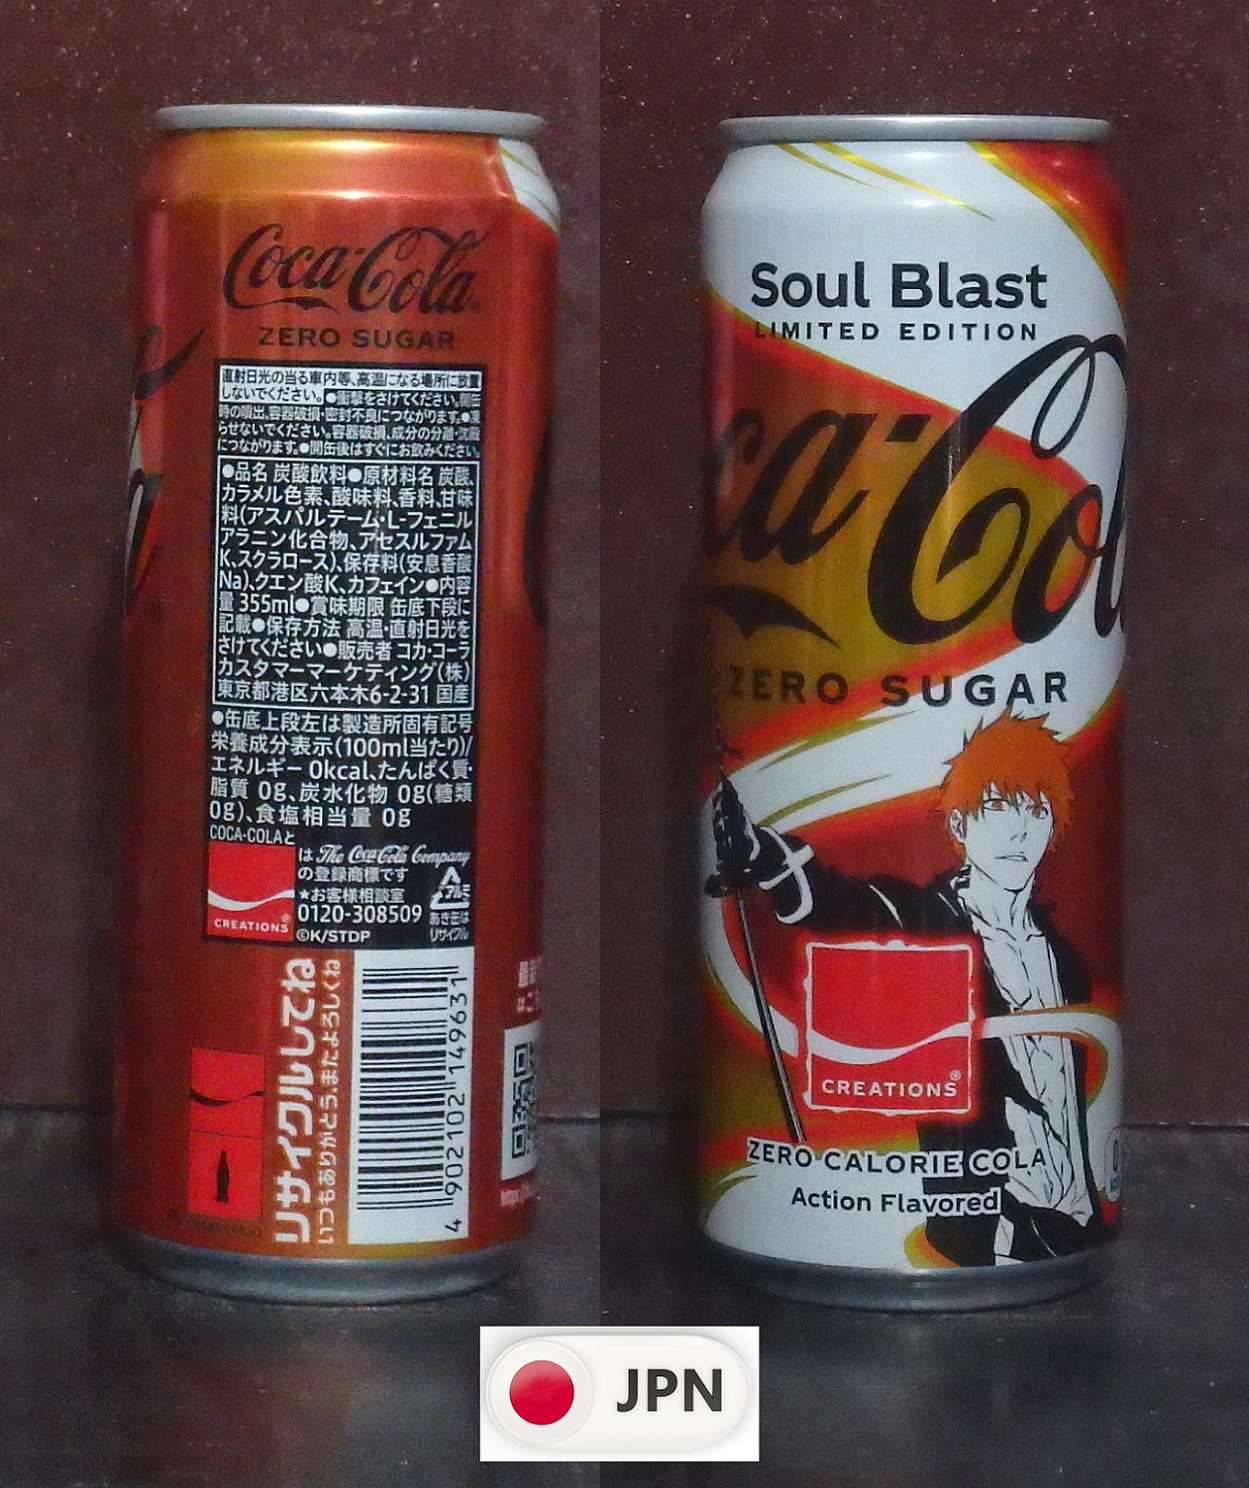 Coca-Cola
ZERO SUGAR
直射日光の当る車内等、高温になる場所に放置
しないでください。●衝撃をさけてください。開缶
時の噴出、容器破損・密封不良につながります。●凍
らせないでください。容器破損、成分の分離・沈殿
につながります。●開缶後はすぐにお飲みください。
●品名 炭酸飲料●原材料名 炭酸、
カラメル色素、酸味料、香料、甘味
料(アスパルテーム・L-フェニル
アラニン化合物、アセスルファム
K、スクラロース)、保存料(安息香酸
Na)、クエン酸K、カフェイン●内容
量 355ml●賞味期限 缶底下段に
記載●保存方法 高温・直射日光を
さけてください●販売者 コカ・コーラ
カスタマーマーケティング(株)
東京都港区六本木6-2-31 国産
●缶底上段左は製造所固有記号
栄養成分表示(100ml当たり)/
エネルギー 0kcal、たんぱく質・
脂質 0g、炭水化物 0g(糖類
0g)、食塩相当量 0g
COCA-COLAと
CREATIONS®
は The Coca-Cola Company
の登録商標です
★お客様相談室
0120-308509
©K/STDP
アルミ
あき缶は
リサイクル
リサイクルしてね
いつもありがとう、またよろしくね
4 902102 149631
Soul Blast
LIMITED EDITION
ca-Col
ZERO SUGAR
CREATIONS®
ZERO CALORIE COLA
Action Flavored
JPN